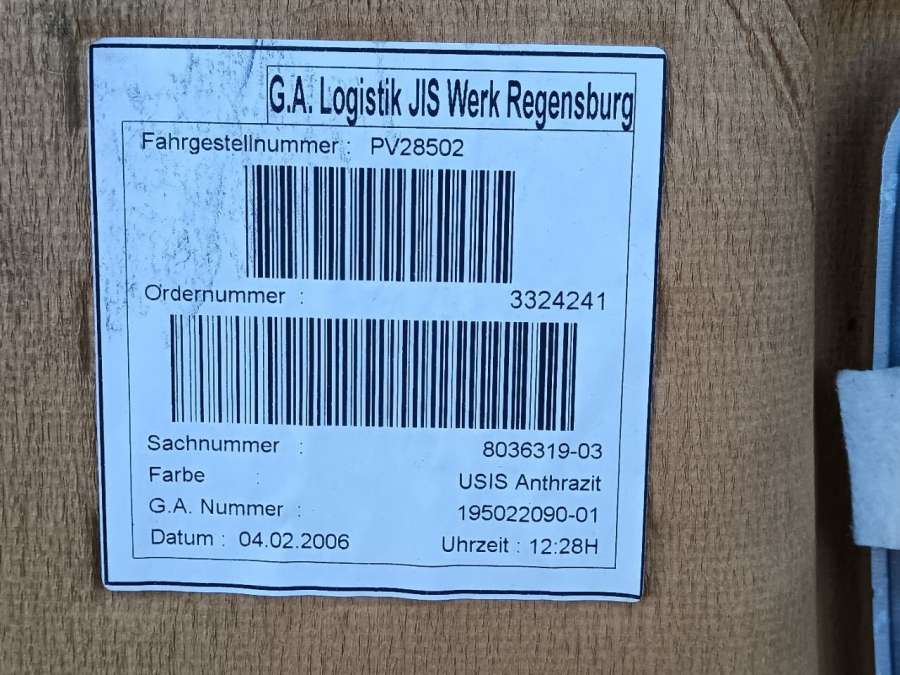 G.A. Logistik JIS Werk Regensburg
Fahrgestellnummer : PV28502
Ordernummer : 3324241
Sachnummer : 8036319-03
Farbe : USIS Anthrazit
G.A. Nummer : 195022090-01
Datum : 04.02.2006 Uhrzeit : 12:28H